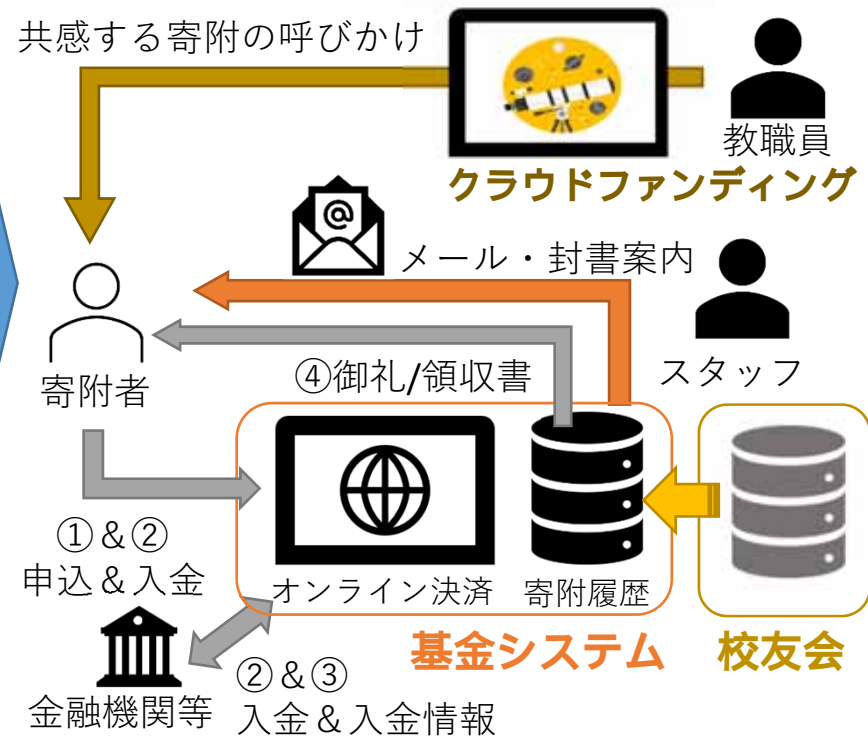 共感する寄附の呼びかけ
教職員
クラウドファンディング
@
メール・封書案内
スタッフ
寄附者
④御礼/領収書
①&②
申込&入金
オンライン決済
寄附履歴
基金システム
校友会
金融機関等
②&③
入金&入金情報